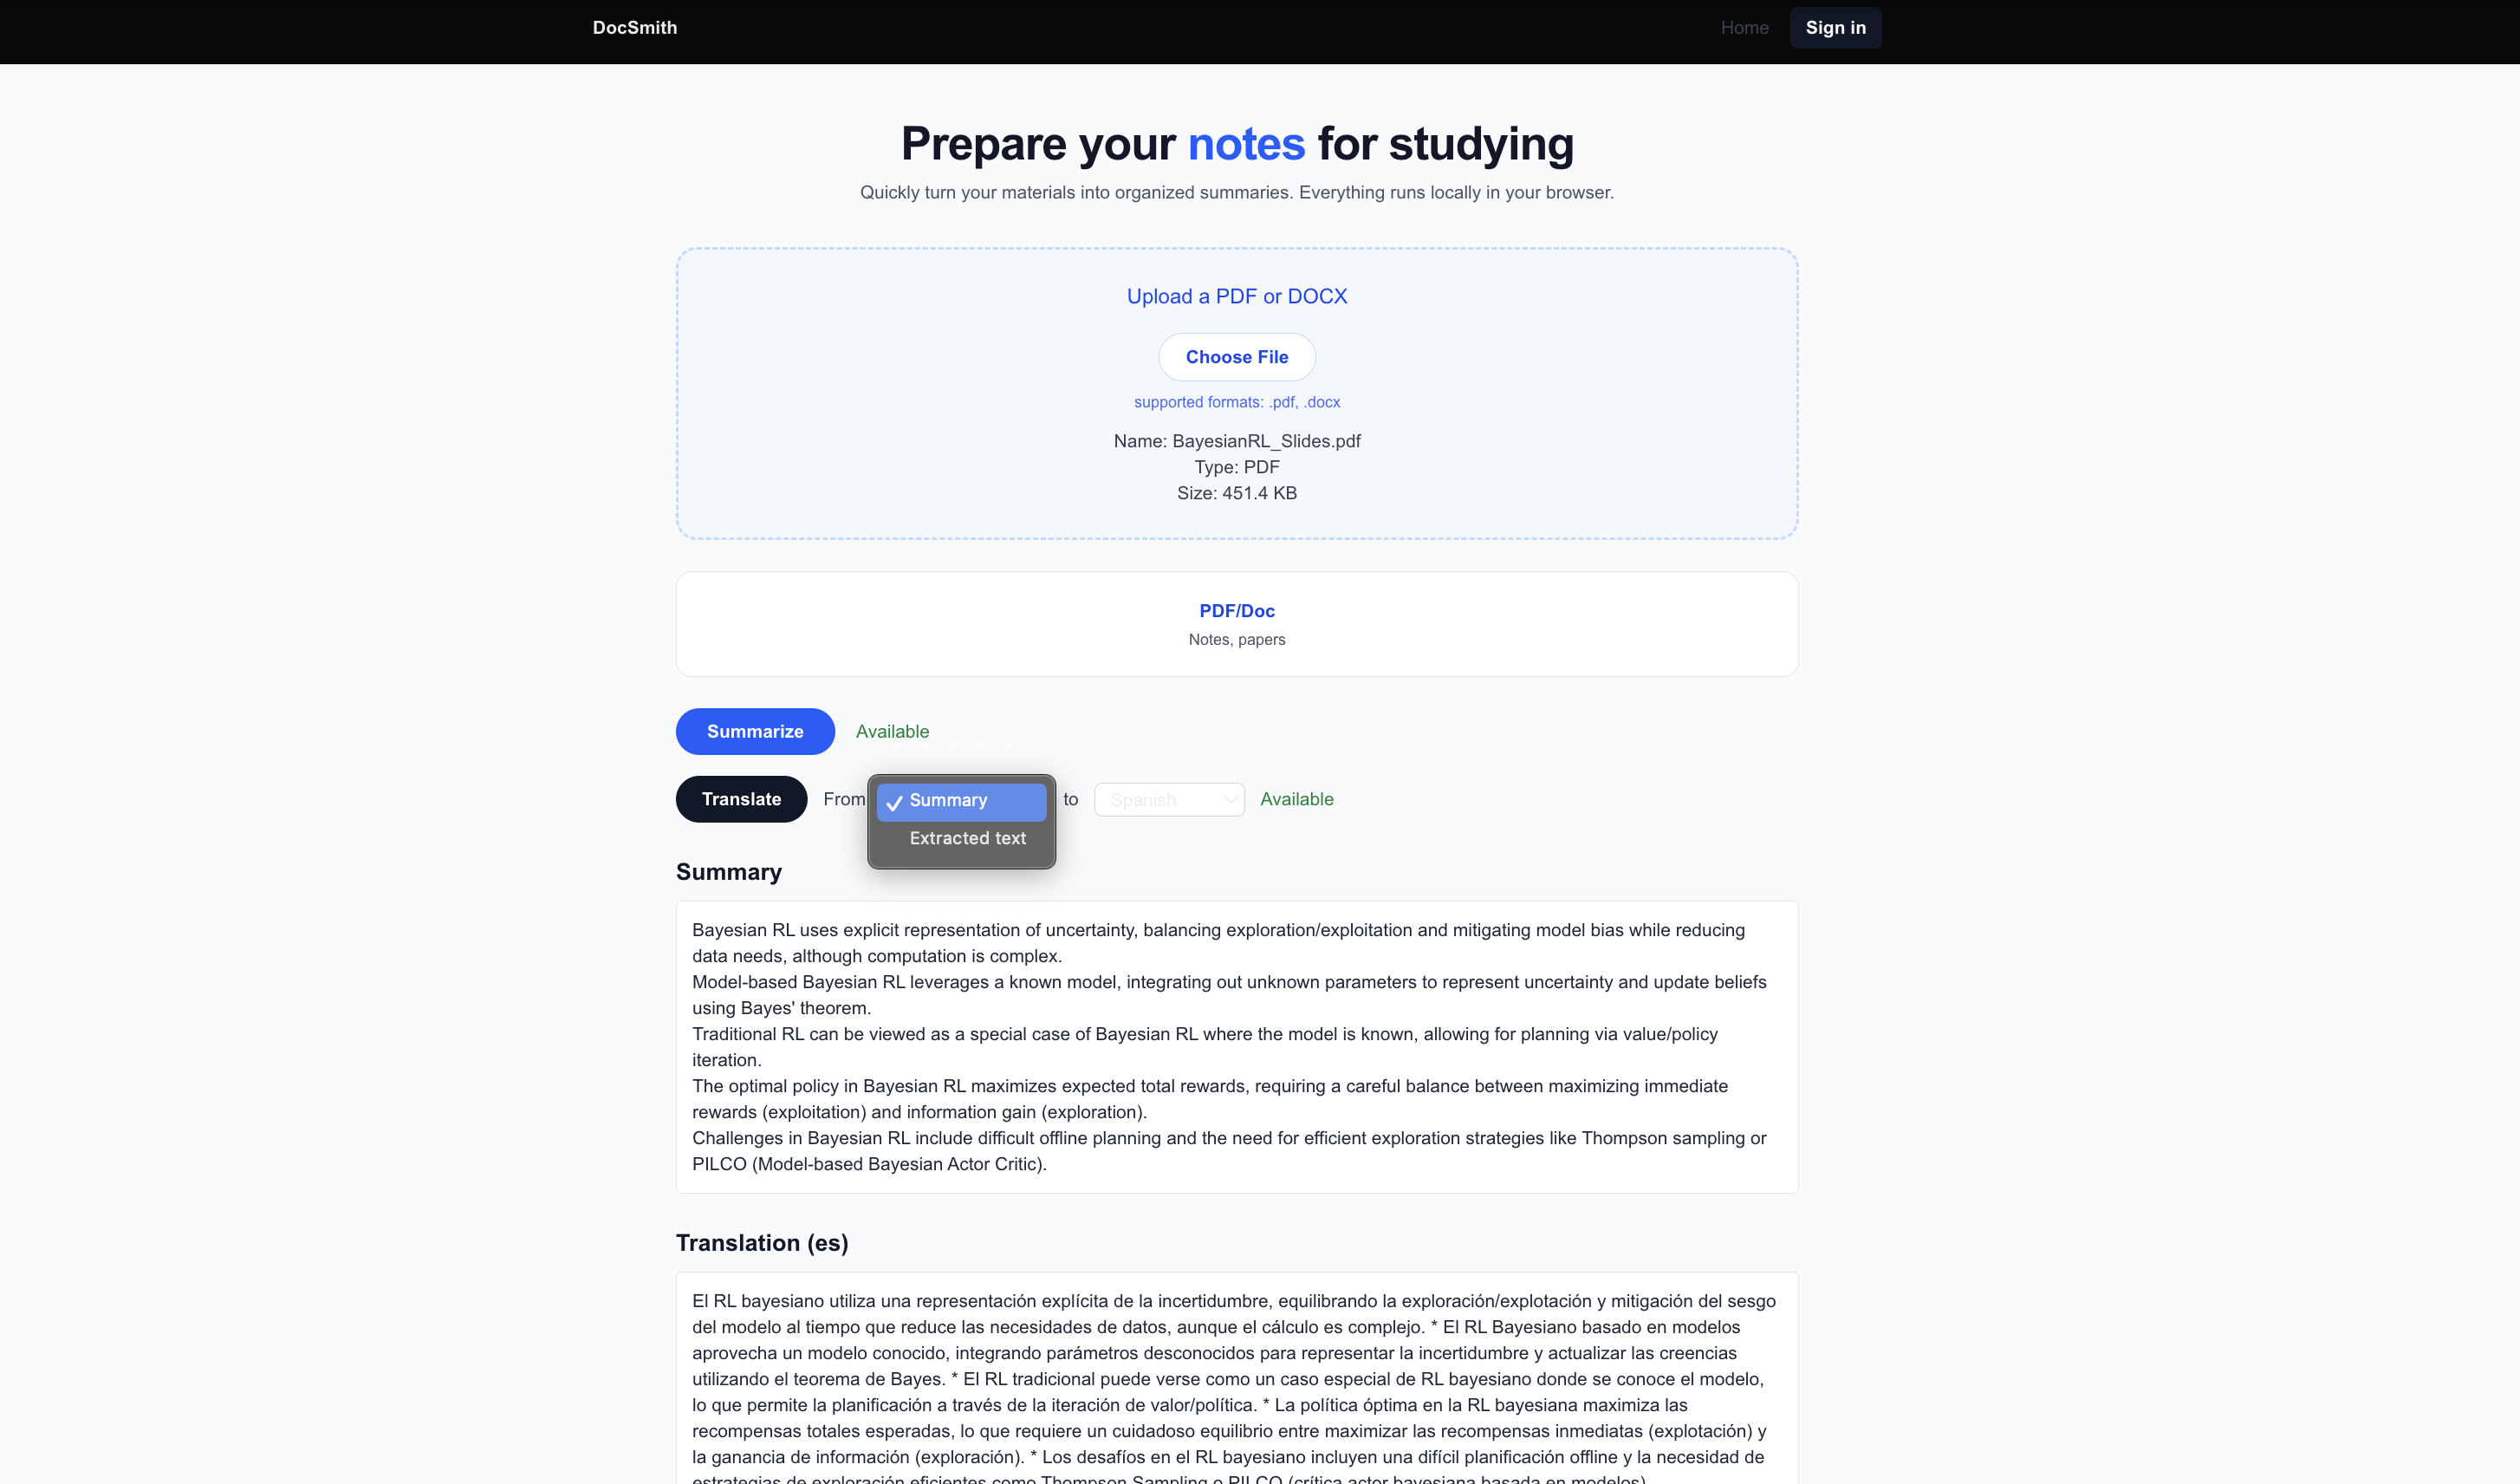 DocSmith
Home
Sign in
Prepare your notes for studying
Quickly turn your materials into organized summaries. Everything runs locally in your browser.
Upload a PDF or DOCX
Choose File
supported formats: .pdf, .docx
Name: BayesianRL_Slides.pdf
Type: PDF
Size: 451.4 KB
PDF/Doc
Notes, papers
Summarize
Available
Translate
From
Summary
Extracted text
to
Spanish
Available
Summary
Bayesian RL uses explicit representation of uncertainty, balancing exploration/exploitation and mitigating model bias while reducing
data needs, although computation is complex.
Model-based Bayesian RL leverages a known model, integrating out unknown parameters to represent uncertainty and update beliefs
using Bayes' theorem.
Traditional RL can be viewed as a special case of Bayesian RL where the model is known, allowing for planning via value/policy
iteration.
The optimal policy in Bayesian RL maximizes expected total rewards, requiring a careful balance between maximizing immediate
rewards (exploitation) and information gain (exploration).
Challenges in Bayesian RL include difficult offline planning and the need for efficient exploration strategies like Thompson sampling or
PILCO (Model-based Bayesian Actor Critic).
Translation (es)
El RL bayesiano utiliza una representación explícita de la incertidumbre, equilibrando la exploración/explotación y mitigación del sesgo
del modelo al tiempo que reduce las necesidades de datos, aunque el cálculo es complejo. * El RL Bayesiano basado en modelos
aprovecha un modelo conocido, integrando parámetros desconocidos para representar la incertidumbre y actualizar las creencias
utilizando el teorema de Bayes. * El RL tradicional puede verse como un caso especial de RL bayesiano donde se conoce el modelo,
lo que permite la planificación a través de la iteración de valor/política. * La política óptima en la RL bayesiana maximiza las
recompensas totales esperadas, lo que requiere un cuidadoso equilibrio entre maximizar las recompensas inmediatas (explotación) y
la ganancia de información (exploración). * Los desafíos en el RL bayesiano incluyen una difícil planificación offline y la necesidad de
estrategias de exploración eficientes como Thompson Sampling o PILCO (crítica actor bayesiana basada en modelos).